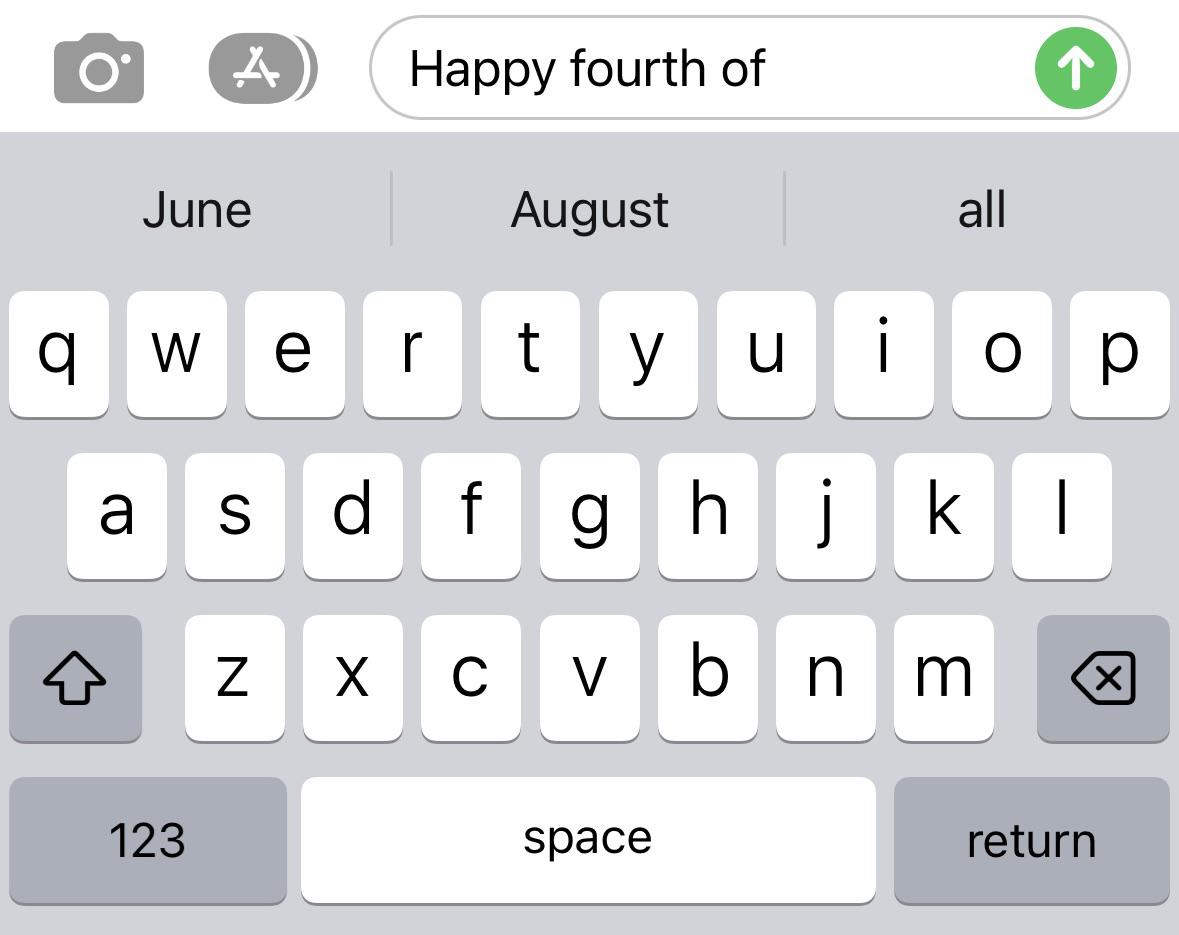 Happy fourth of
June August all
q w e r t y u i o p
a s d f g h j k l
z x c v b n m
123 space return